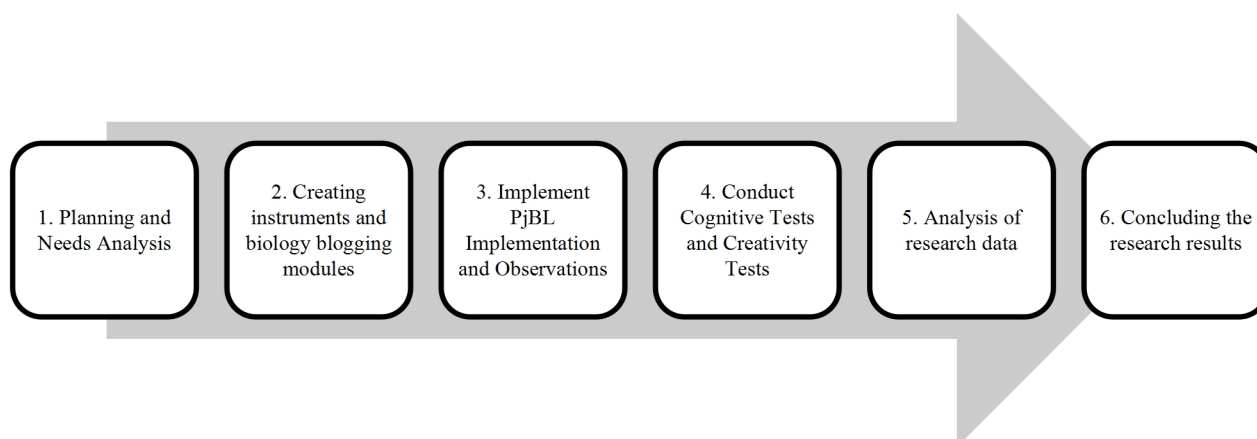 1. Planning and
Needs Analysis
2. Creating
instruments and
biology blogging
modules
3. Implement
PjBL
Implementation
and Observations
4. Conduct
Cognitive Tests
and Creativity
Tests
5. Analysis of
research data
6. Concluding the
research results